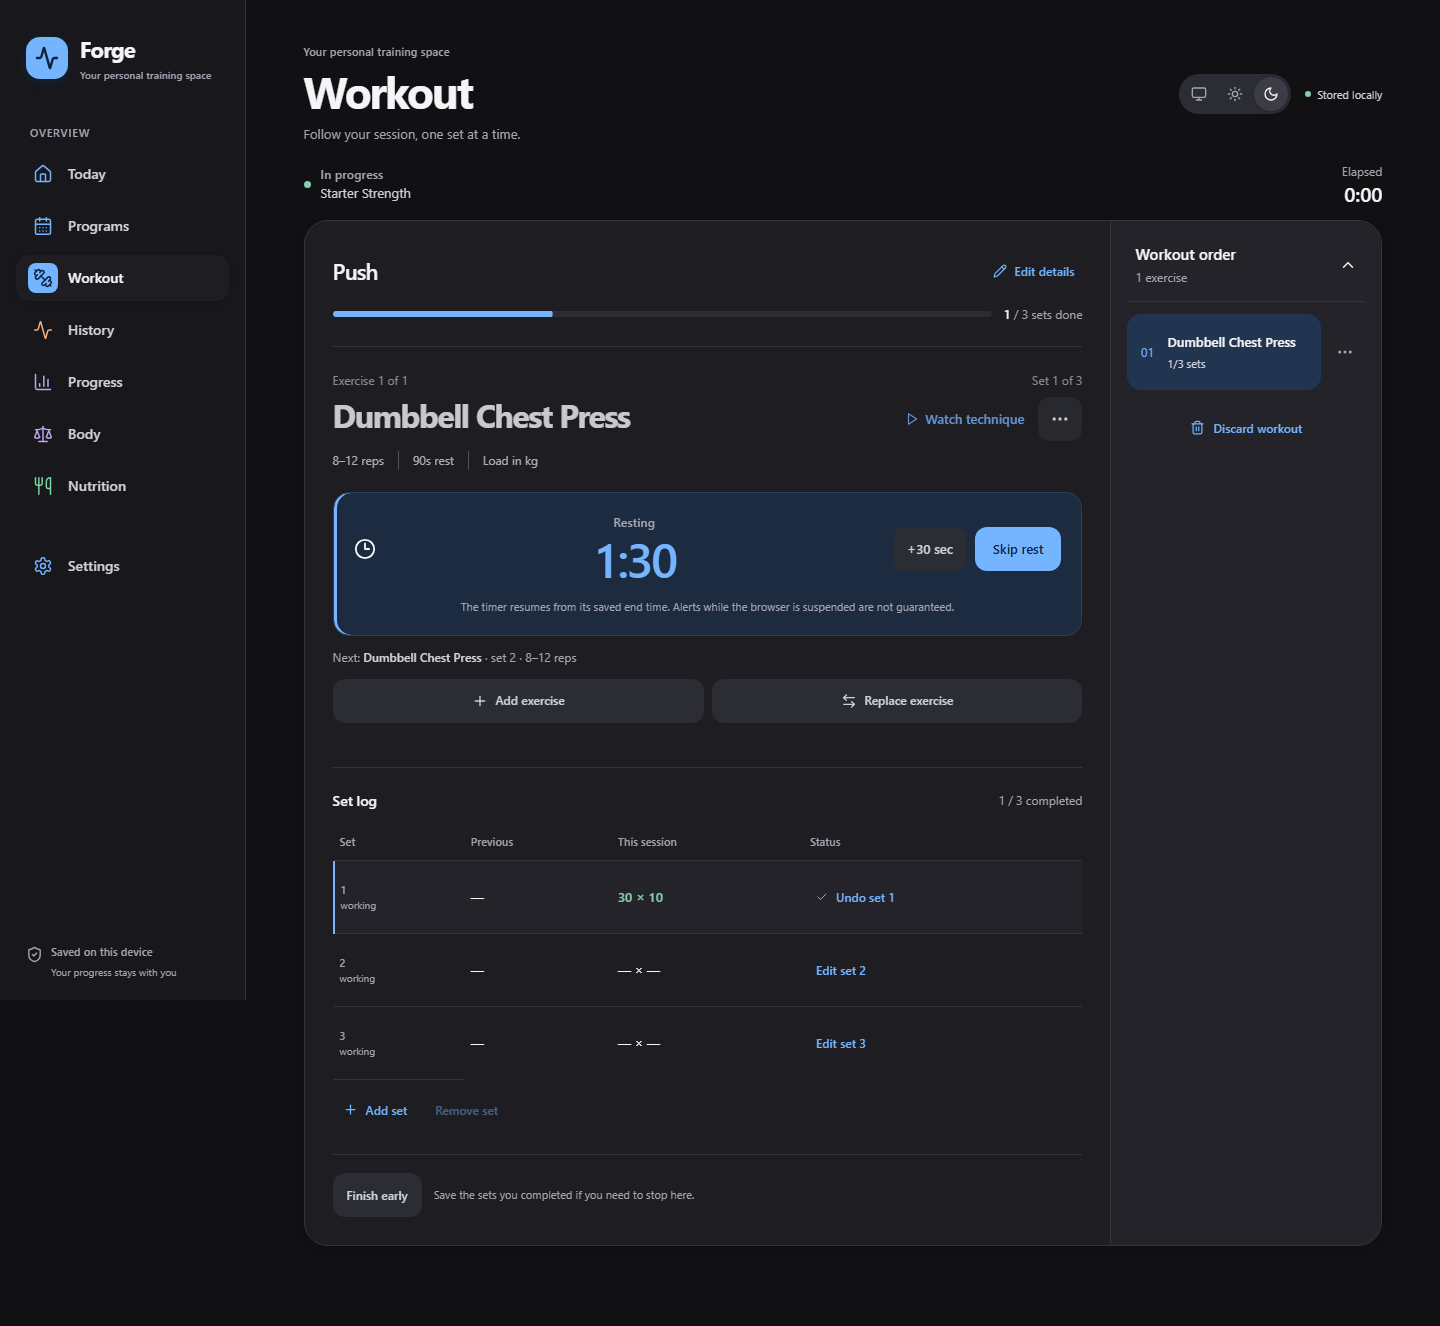 Forge
Your personal training space
OVERVIEW
Today
Programs
Workout
History
Progress
Body
Nutrition
Settings
Saved on this device
Your progress stays with you
Your personal training space
Workout
Follow your session, one set at a time.
Stored locally
In progress
Starter Strength
Elapsed
0:00
Push
Edit details
1 / 3 sets done
Exercise 1 of 1
Set 1 of 3
Dumbbell Chest Press
Watch technique
8–12 reps
90s rest
Load in kg
Resting
1:30
+30 sec
Skip rest
The timer resumes from its saved end time. Alerts while the browser is suspended are not guaranteed.
Next: Dumbbell Chest Press · set 2 · 8–12 reps
Add exercise
Replace exercise
Set log
1 / 3 completed
Set Previous This session Status
1
working
—
30 × 10
Undo set 1
2
working
—
— × —
Edit set 2
3
working
—
— × —
Edit set 3
Add set
Remove set
Finish early
Save the sets you completed if you need to stop here.
Workout order
1 exercise
01
Dumbbell Chest Press
1/3 sets
Discard workout